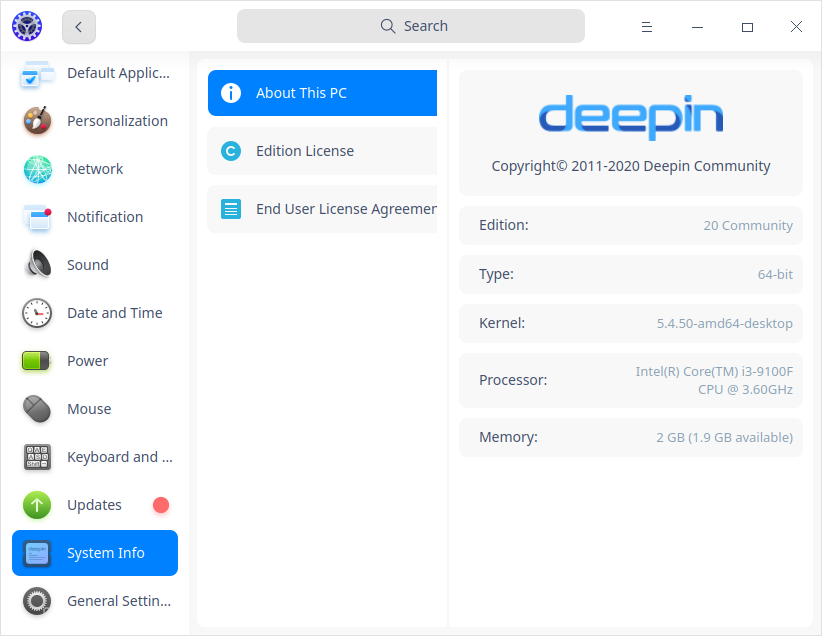 Search
Default Applic...
Personalization
Network
Notification
Sound
Date and Time
Power
Mouse
Keyboard and ...
Updates
System Info
General Settin...
About This PC
Edition License
End User License Agreemen
deepin
Copyright© 2011-2020 Deepin Community
Edition: 20 Community
Type: 64-bit
Kernel: 5.4.50-amd64-desktop
Processor: Intel(R) Core(TM) i3-9100F
CPU @ 3.60GHz
Memory: 2 GB (1.9 GB available)